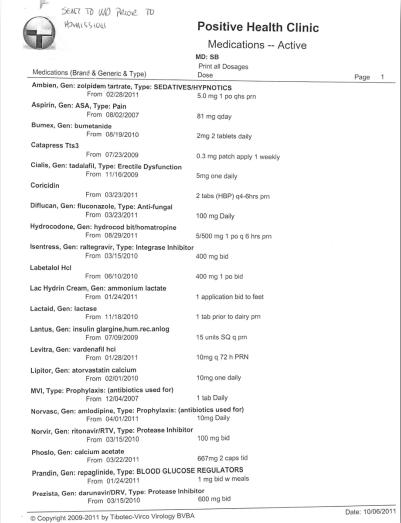 SENT TO MD PRIOR TO
ADMISSION
Positive Health Clinic
Medications -- Active
MD: SB
Print all Dosages
Medications (Brand & Generic & Type) Dose Page 1
Ambien, Gen: zolpidem tartrate, Type: SEDATIVES/HYPNOTICS
From 02/28/2011 5.0 mg 1 po qhs prn
Aspirin, Gen: ASA, Type: Pain
From 08/02/2007 81 mg qday
Bumex, Gen: bumetanide
From 08/19/2010 2mg 2 tablets daily
Catapress Tts3
From 07/23/2009 0.3 mg patch apply 1 weekly
Cialis, Gen: tadalafil, Type: Erectile Dysfunction
From 11/16/2009 5mg one daily
Coricidin
From 03/23/2011 2 tabs (HBP) q4-6hrs prn
Diflucan, Gen: fluconazole, Type: Anti-fungal
From 03/23/2011 100 mg Daily
Hydrocodone, Gen: hydrocod bit/homatropine
From 08/29/2011 5/500 mg 1 po q 6 hrs prn
Isentress, Gen: raltegravir, Type: Integrase Inhibitor
From 03/15/2010 400 mg bid
Labetalol Hcl
From 06/10/2010 400 mg 1 po bid
Lac Hydrin Cream, Gen: ammonium lactate
From 01/24/2011 1 application bid to feet
Lactaid, Gen: lactase
From 11/18/2010 1 tab prior to dairy prn
Lantus, Gen: insulin glargine,hum.rec.anlog
From 07/09/2009 15 units SQ q pm
Levitra, Gen: vardenafil hci
From 01/28/2011 10mg q 72 h PRN
Lipitor, Gen: atorvastatin calcium
From 02/01/2010 10mg one daily
MVI, Type: Prophylaxis: (antibiotics used for)
From 12/04/2007 1 tab Daily
Norvasc, Gen: amlodipine, Type: Prophylaxis: (antibiotics used for)
From 04/01/2011 10mg Daily
Norvir, Gen: ritonavir/RTV, Type: Protease Inhibitor
From 03/15/2010 100 mg bid
Phoslo, Gen: calcium acetate
From 03/22/2011 667mg 2 caps tid
Prandin, Gen: repaglinide, Type: BLOOD GLUCOSE REGULATORS
From 01/24/2011 1 mg bid w meals
Prezista, Gen: darunavir/DRV, Type: Protease Inhibitor
From 03/15/2010 600 mg bid
© Copyright 2009-2011 by Tibotec-Virco Virology BVBA Date: 10/06/2011